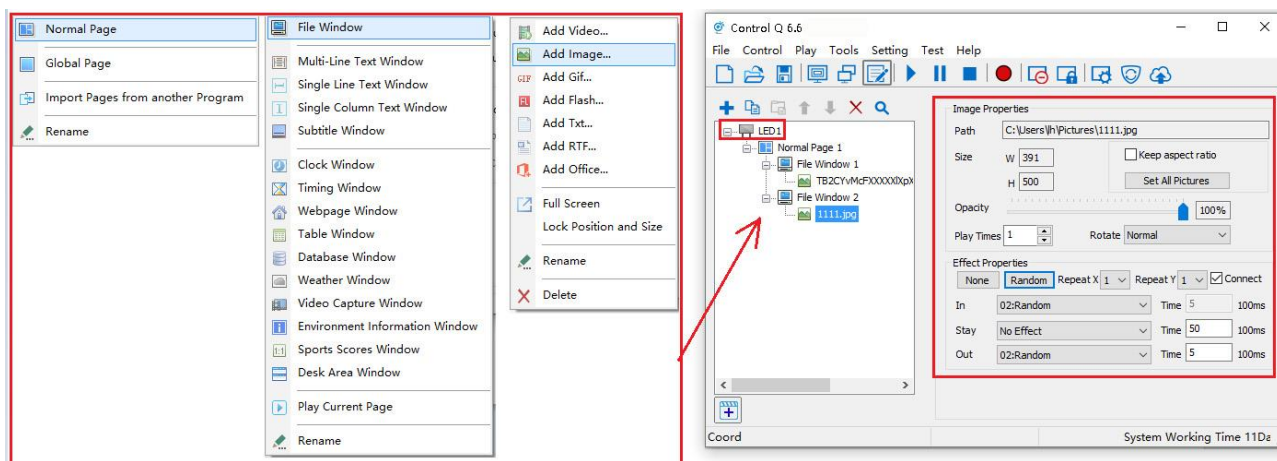 Normal Page
Global Page
Import Pages from another Program
Rename
File Window
Multi-Line Text Window
Single Line Text Window
Single Column Text Window
Subtitle Window
Clock Window
Timing Window
Webpage Window
Table Window
Database Window
Weather Window
Video Capture Window
Environment Information Window
Sports Scores Window
Desk Area Window
Play Current Page
Rename
Add Video...
Add Image...
GIF Add Gif...
Add Flash...
Add Txt...
Add RTF...
Add Office...
Full Screen
Lock Position and Size
Rename
Delete
Control Q 6.6
File Control Play Tools Setting Test Help
LED1
Normal Page 1
File Window 1
TB2CYvMcFXXXXXlXpX
File Window 2
1111.jpg
Image Properties
Path C:\Users\lh\Pictures\1111.jpg
Size W 391 Keep aspect ratio
H 500 Set All Pictures
Opacity 100%
Play Times 1 Rotate Normal
Effect Properties
None Random Repeat X 1 Repeat Y 1 Connect
In 02:Random Time 5 100ms
Stay No Effect Time 50 100ms
Out 02:Random Time 5 100ms
Coord System Working Time 11Da